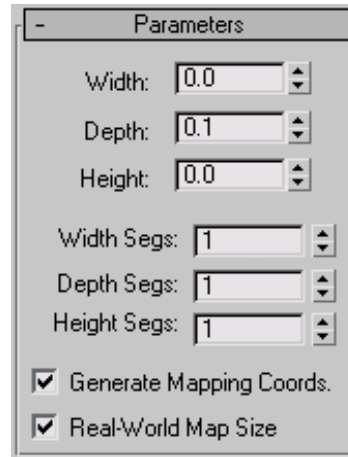 - Parameters
Width: 0.0
Depth: 0.1
Height: 0.0
Width Segs: 1
Depth Segs: 1
Height Segs: 1
Generate Mapping Coords.
Real-World Map Size